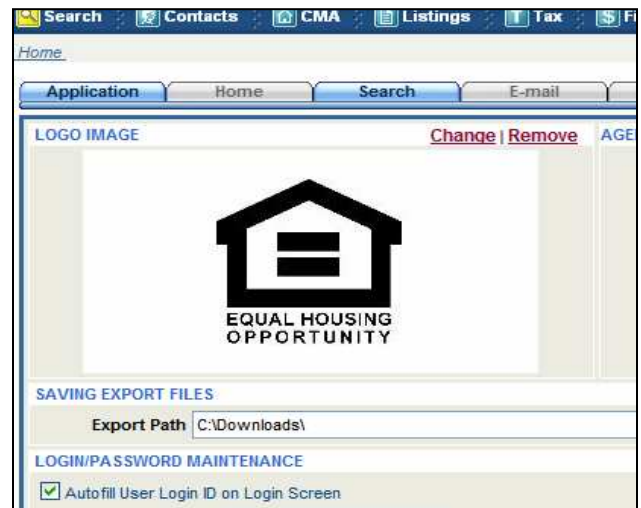 Search Contacts CMA Listings Tax
Home
Application Home Search E-mail
LOGO IMAGE Change | Remove
EQUAL HOUSING
OPPORTUNITY
SAVING EXPORT FILES
Export Path C:\Downloads\
LOGIN/PASSWORD MAINTENANCE
Autofill User Login ID on Login Screen